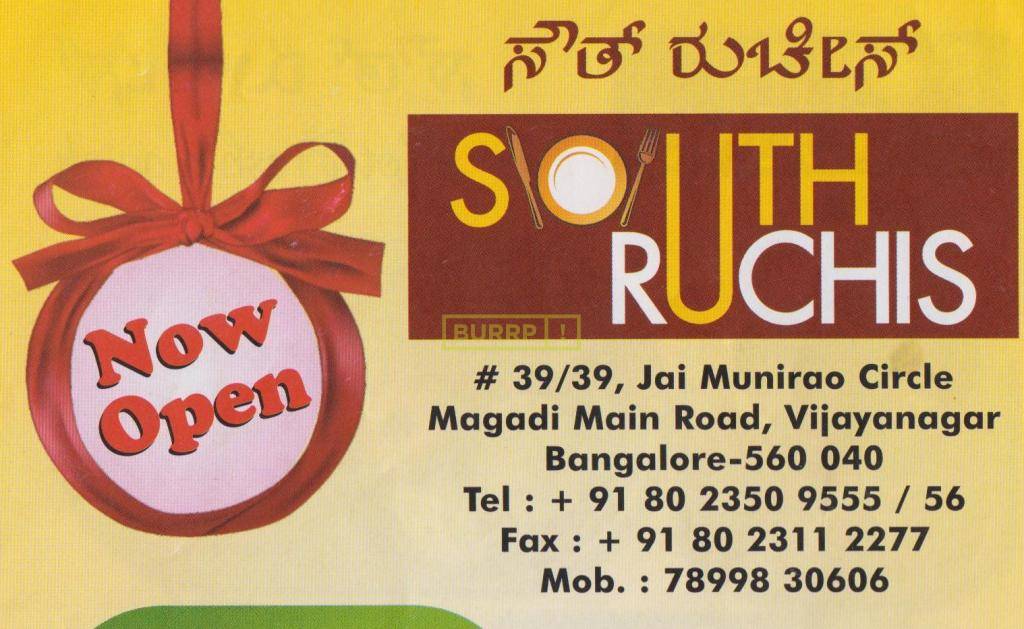 ಸೌತ್ ರುಚೀಸ್
SOUTH
RUCHIS
Now
Open
BURRP !
# 39/39, Jai Munirao Circle
Magadi Main Road, Vijayanagar
Bangalore-560 040
Tel : + 91 80 2350 9555 / 56
Fax : + 91 80 2311 2277
Mob. : 78998 30606